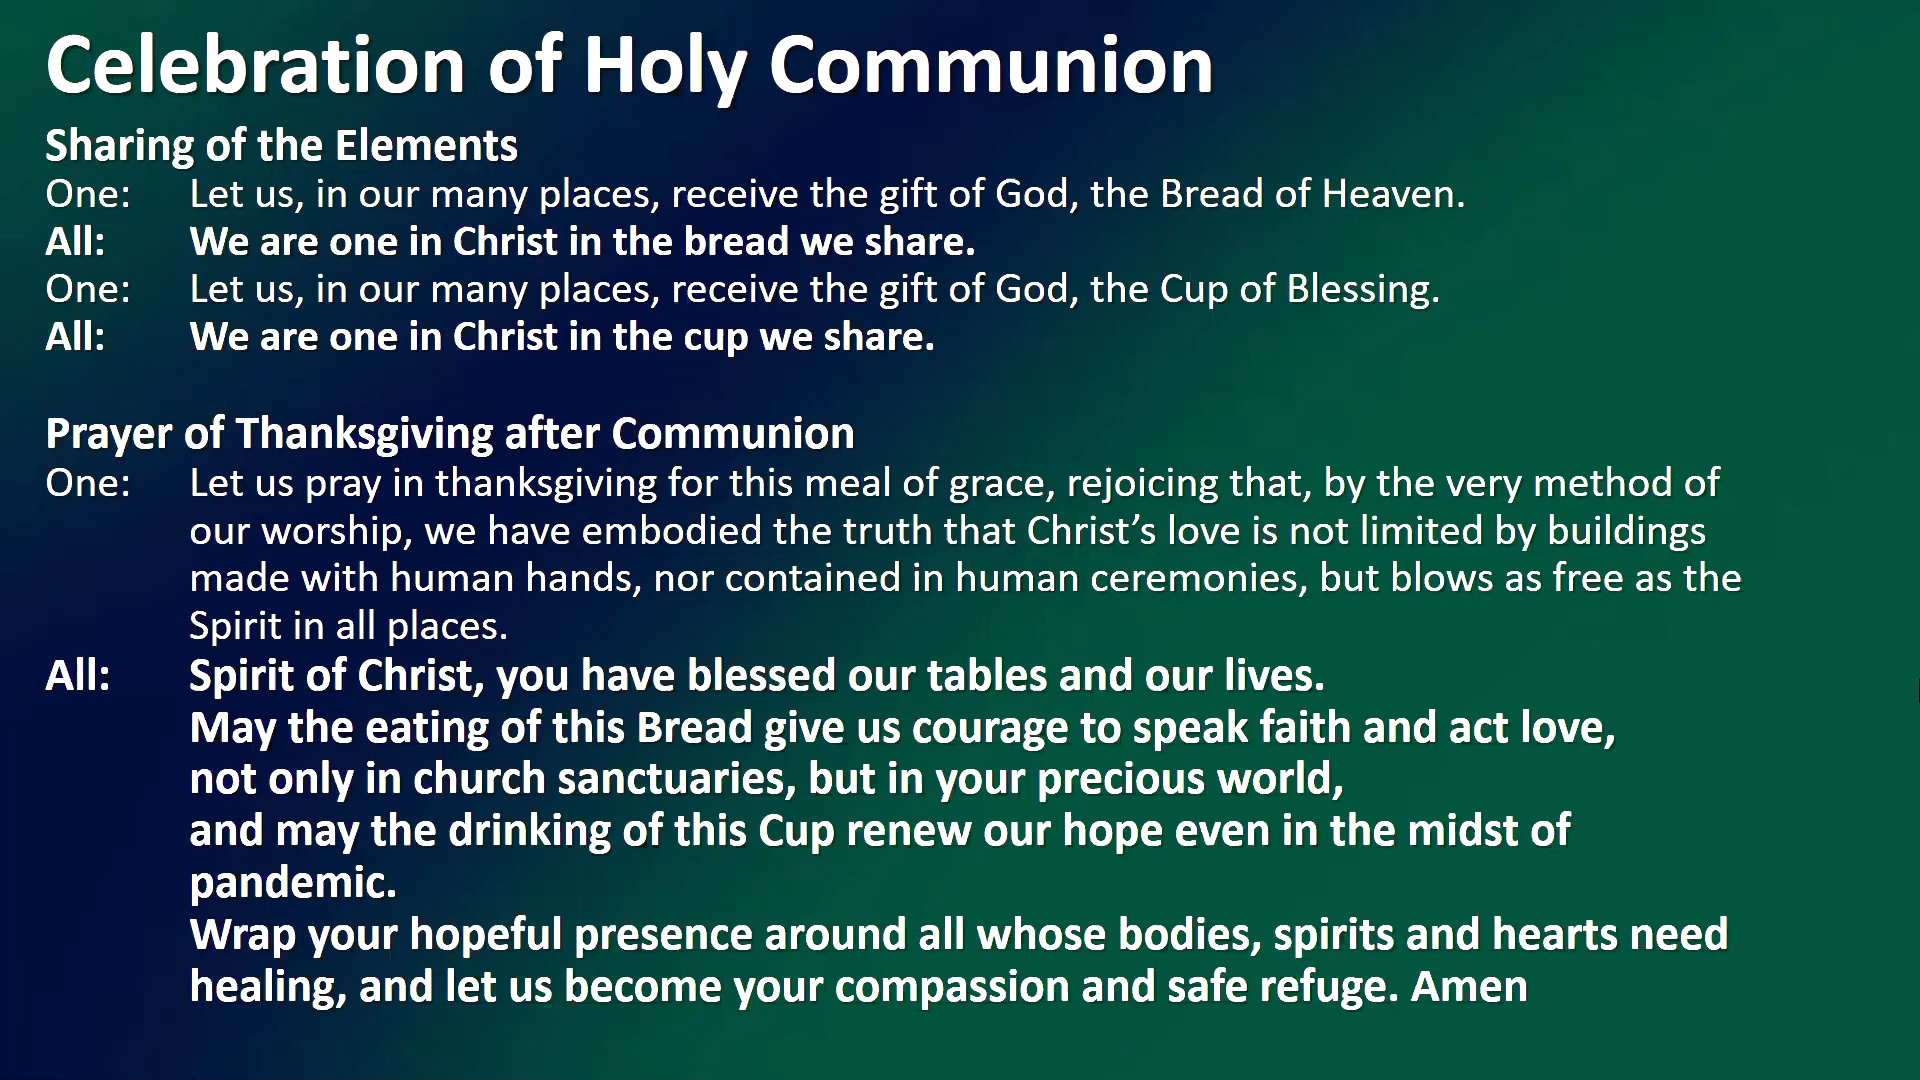 Celebration of Holy Communion
Sharing of the Elements
One: Let us, in our many places, receive the gift of God, the Bread of Heaven.
All: We are one in Christ in the bread we share.
One: Let us, in our many places, receive the gift of God, the Cup of Blessing.
All: We are one in Christ in the cup we share.
Prayer of Thanksgiving after Communion
One: Let us pray in thanksgiving for this meal of grace, rejoicing that, by the very method of
our worship, we have embodied the truth that Christ’s love is not limited by buildings
made with human hands, nor contained in human ceremonies, but blows as free as the
Spirit in all places.
All: Spirit of Christ, you have blessed our tables and our lives.
May the eating of this Bread give us courage to speak faith and act love,
not only in church sanctuaries, but in your precious world,
and may the drinking of this Cup renew our hope even in the midst of
pandemic.
Wrap your hopeful presence around all whose bodies, spirits and hearts need
healing, and let us become your compassion and safe refuge. Amen